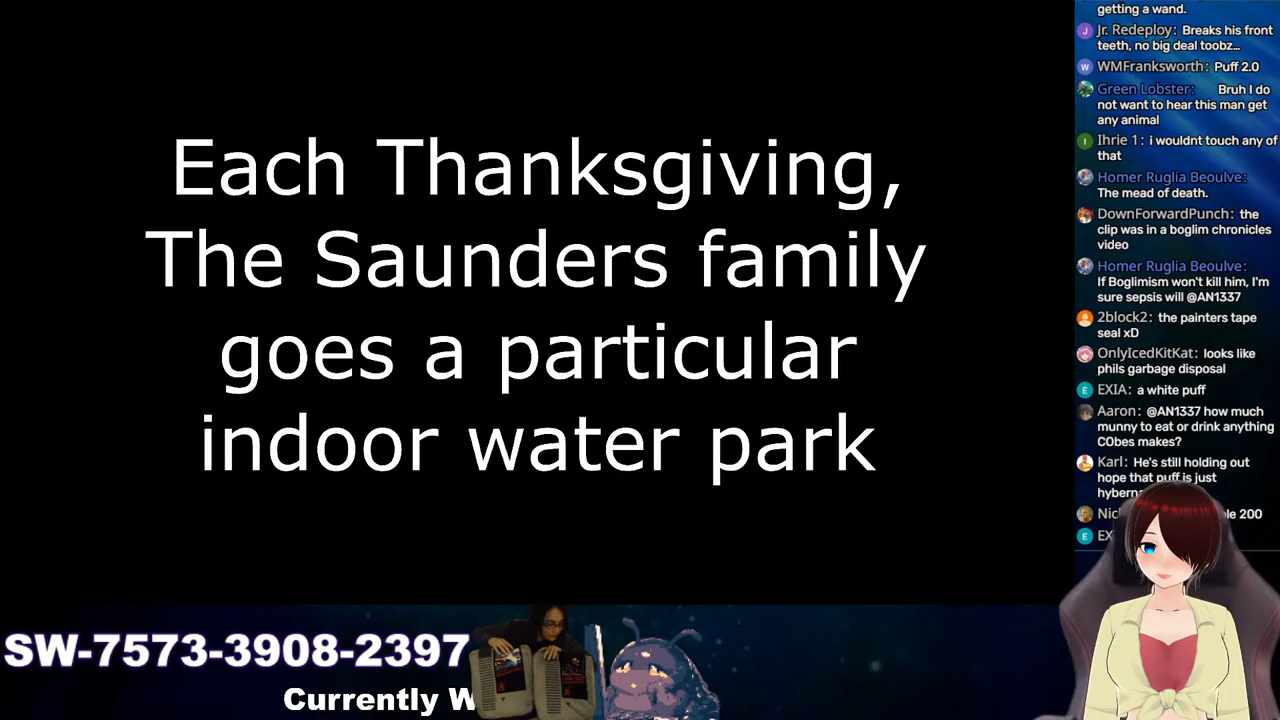 Each Thanksgiving,
The Saunders family
goes a particular
indoor water park
getting a wand.
Jr. Redeploy: Breaks his front
teeth, no big deal toobz...
WMFranksworth: Puff 2.0
Green Lobster: Bruh I do
not want to hear this man get
any animal
Ihrie 1: i wouldnt touch any of
that
Homer Ruglia Beoulve:
The mead of death.
DownForwardPunch: the
clip was in a boglim chronicles
video
Homer Ruglia Beoulve:
If Boglimism won't kill him, I'm
sure sepsis will @AN1337
2block2: the painters tape
seal xD
OnlyIcedKitKat: looks like
phils garbage disposal
EXIA: a white puff
Aaron: @AN1337 how much
munny to eat or drink anything
CObes makes?
Karl: He's still holding out
hope that puff is just
200
SW-7573-3908-2397
Currently